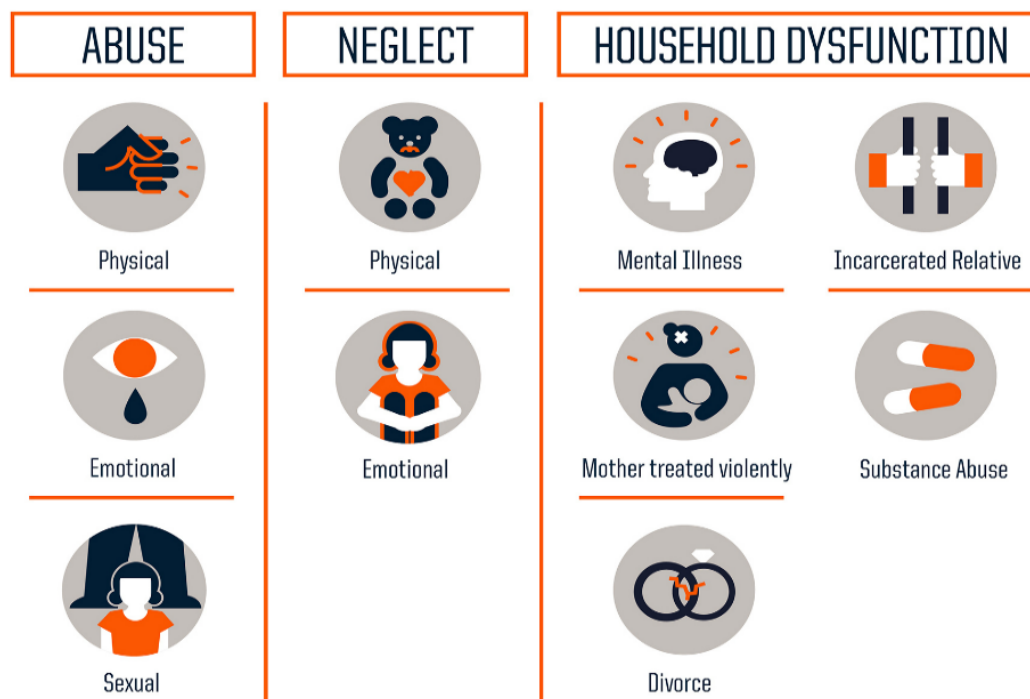 ABUSE
NEGLECT
HOUSEHOLD DYSFUNCTION
Physical
Physical
Mental Illness
Incarcerated Relative
Emotional
Emotional
Mother treated violently
Substance Abuse
Sexual
Divorce